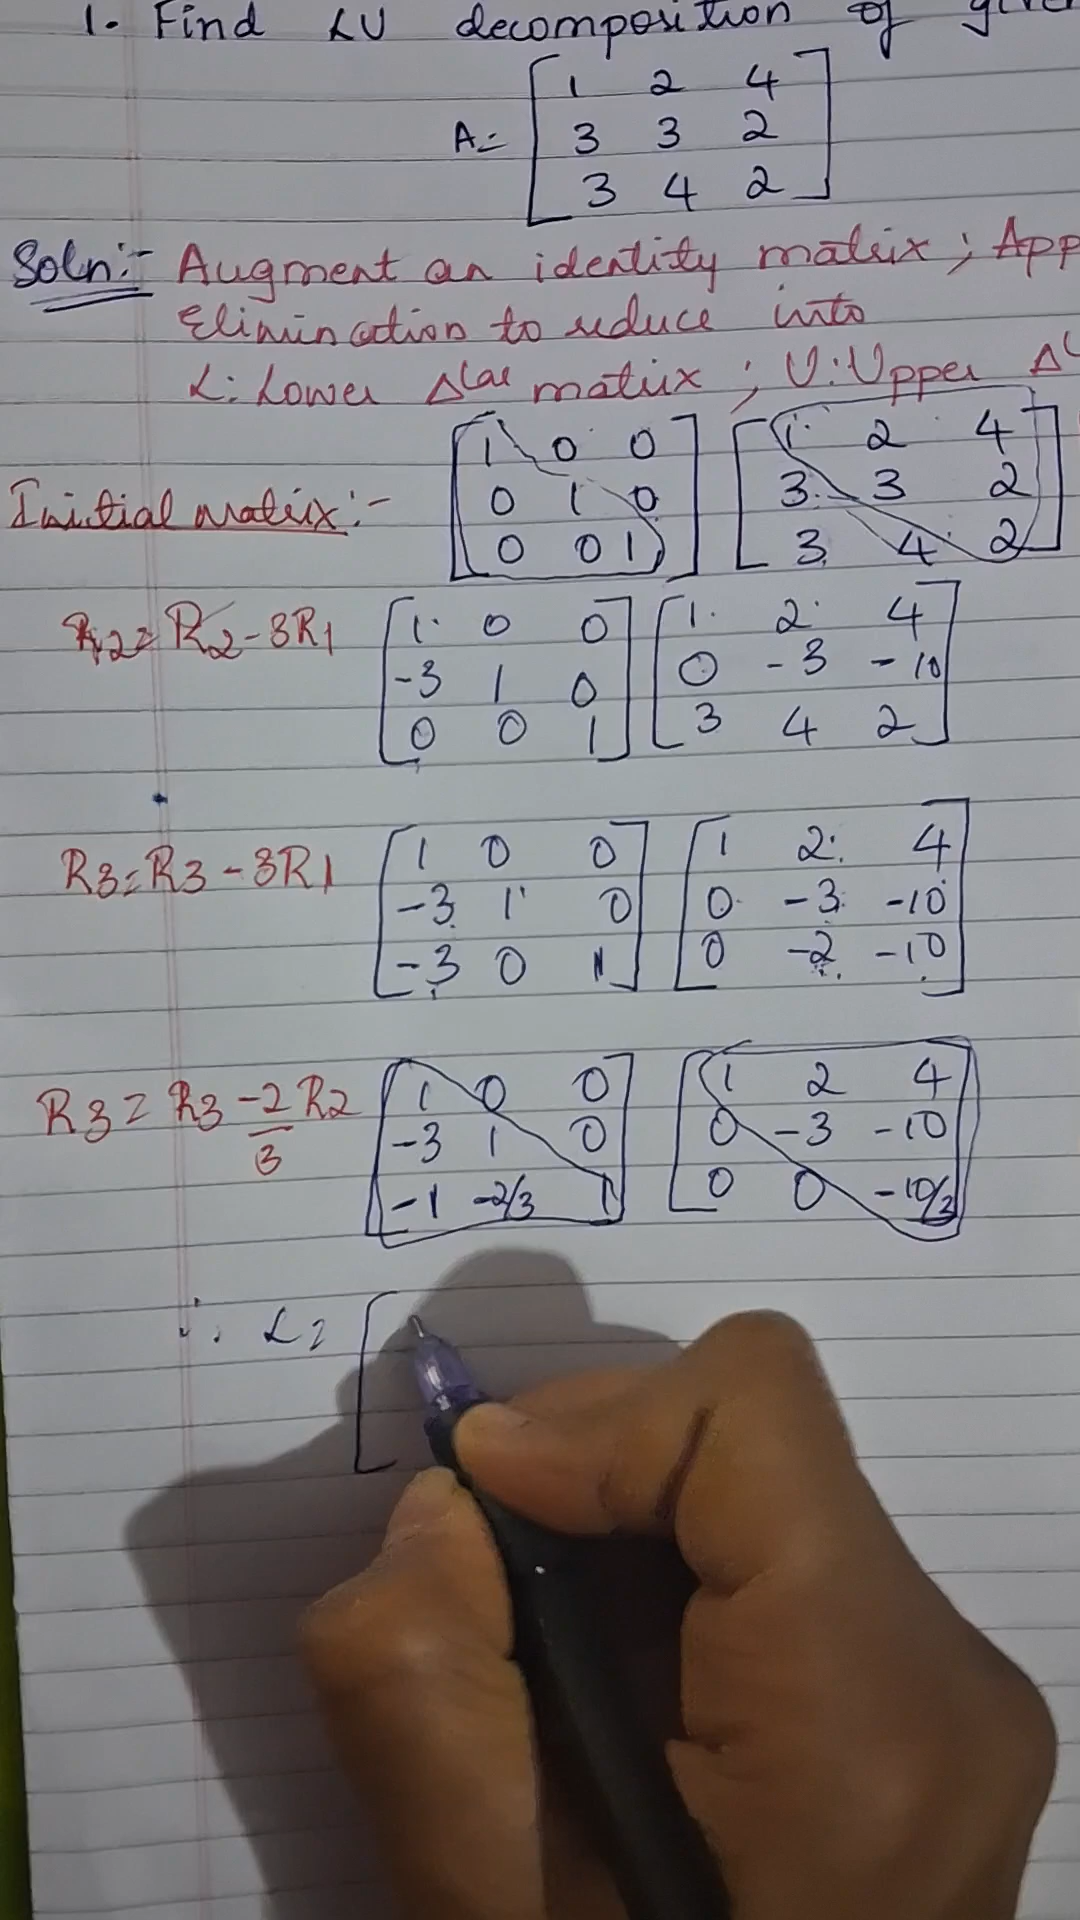 1. Find LU decomposition of given
A = [ 1 2 4
3 3 2
3 4 2 ]
Soln:- Augment an identity matrix ; App
Elimination to reduce into
L: Lower Δlar matrix ; U: Upper Δl
Initial matrix:- [ 1 0 0 ] [ 1 2 4 ]
[ 0 1 0 ] [ 3 3 2 ]
[ 0 0 1 ] [ 3 4 2 ]
R2 = R2 - 3R1 [ 1 0 0 ] [ 1 2 4 ]
[ -3 1 0 ] [ 0 -3 -10 ]
[ 0 0 1 ] [ 3 4 2 ]
R3 = R3 - 3R1 [ 1 0 0 ] [ 1 2 4 ]
[ -3 1 0 ] [ 0 -3 -10 ]
[ -3 0 1 ] [ 0 -2 -10 ]
R3 = R3 - 2/3 R2 [ 1 0 0 ] [ 1 2 4 ]
[ -3 1 0 ] [ 0 -3 -10 ]
[ -1 -2/3 1 ] [ 0 0 -10/3 ]
∴ L = [